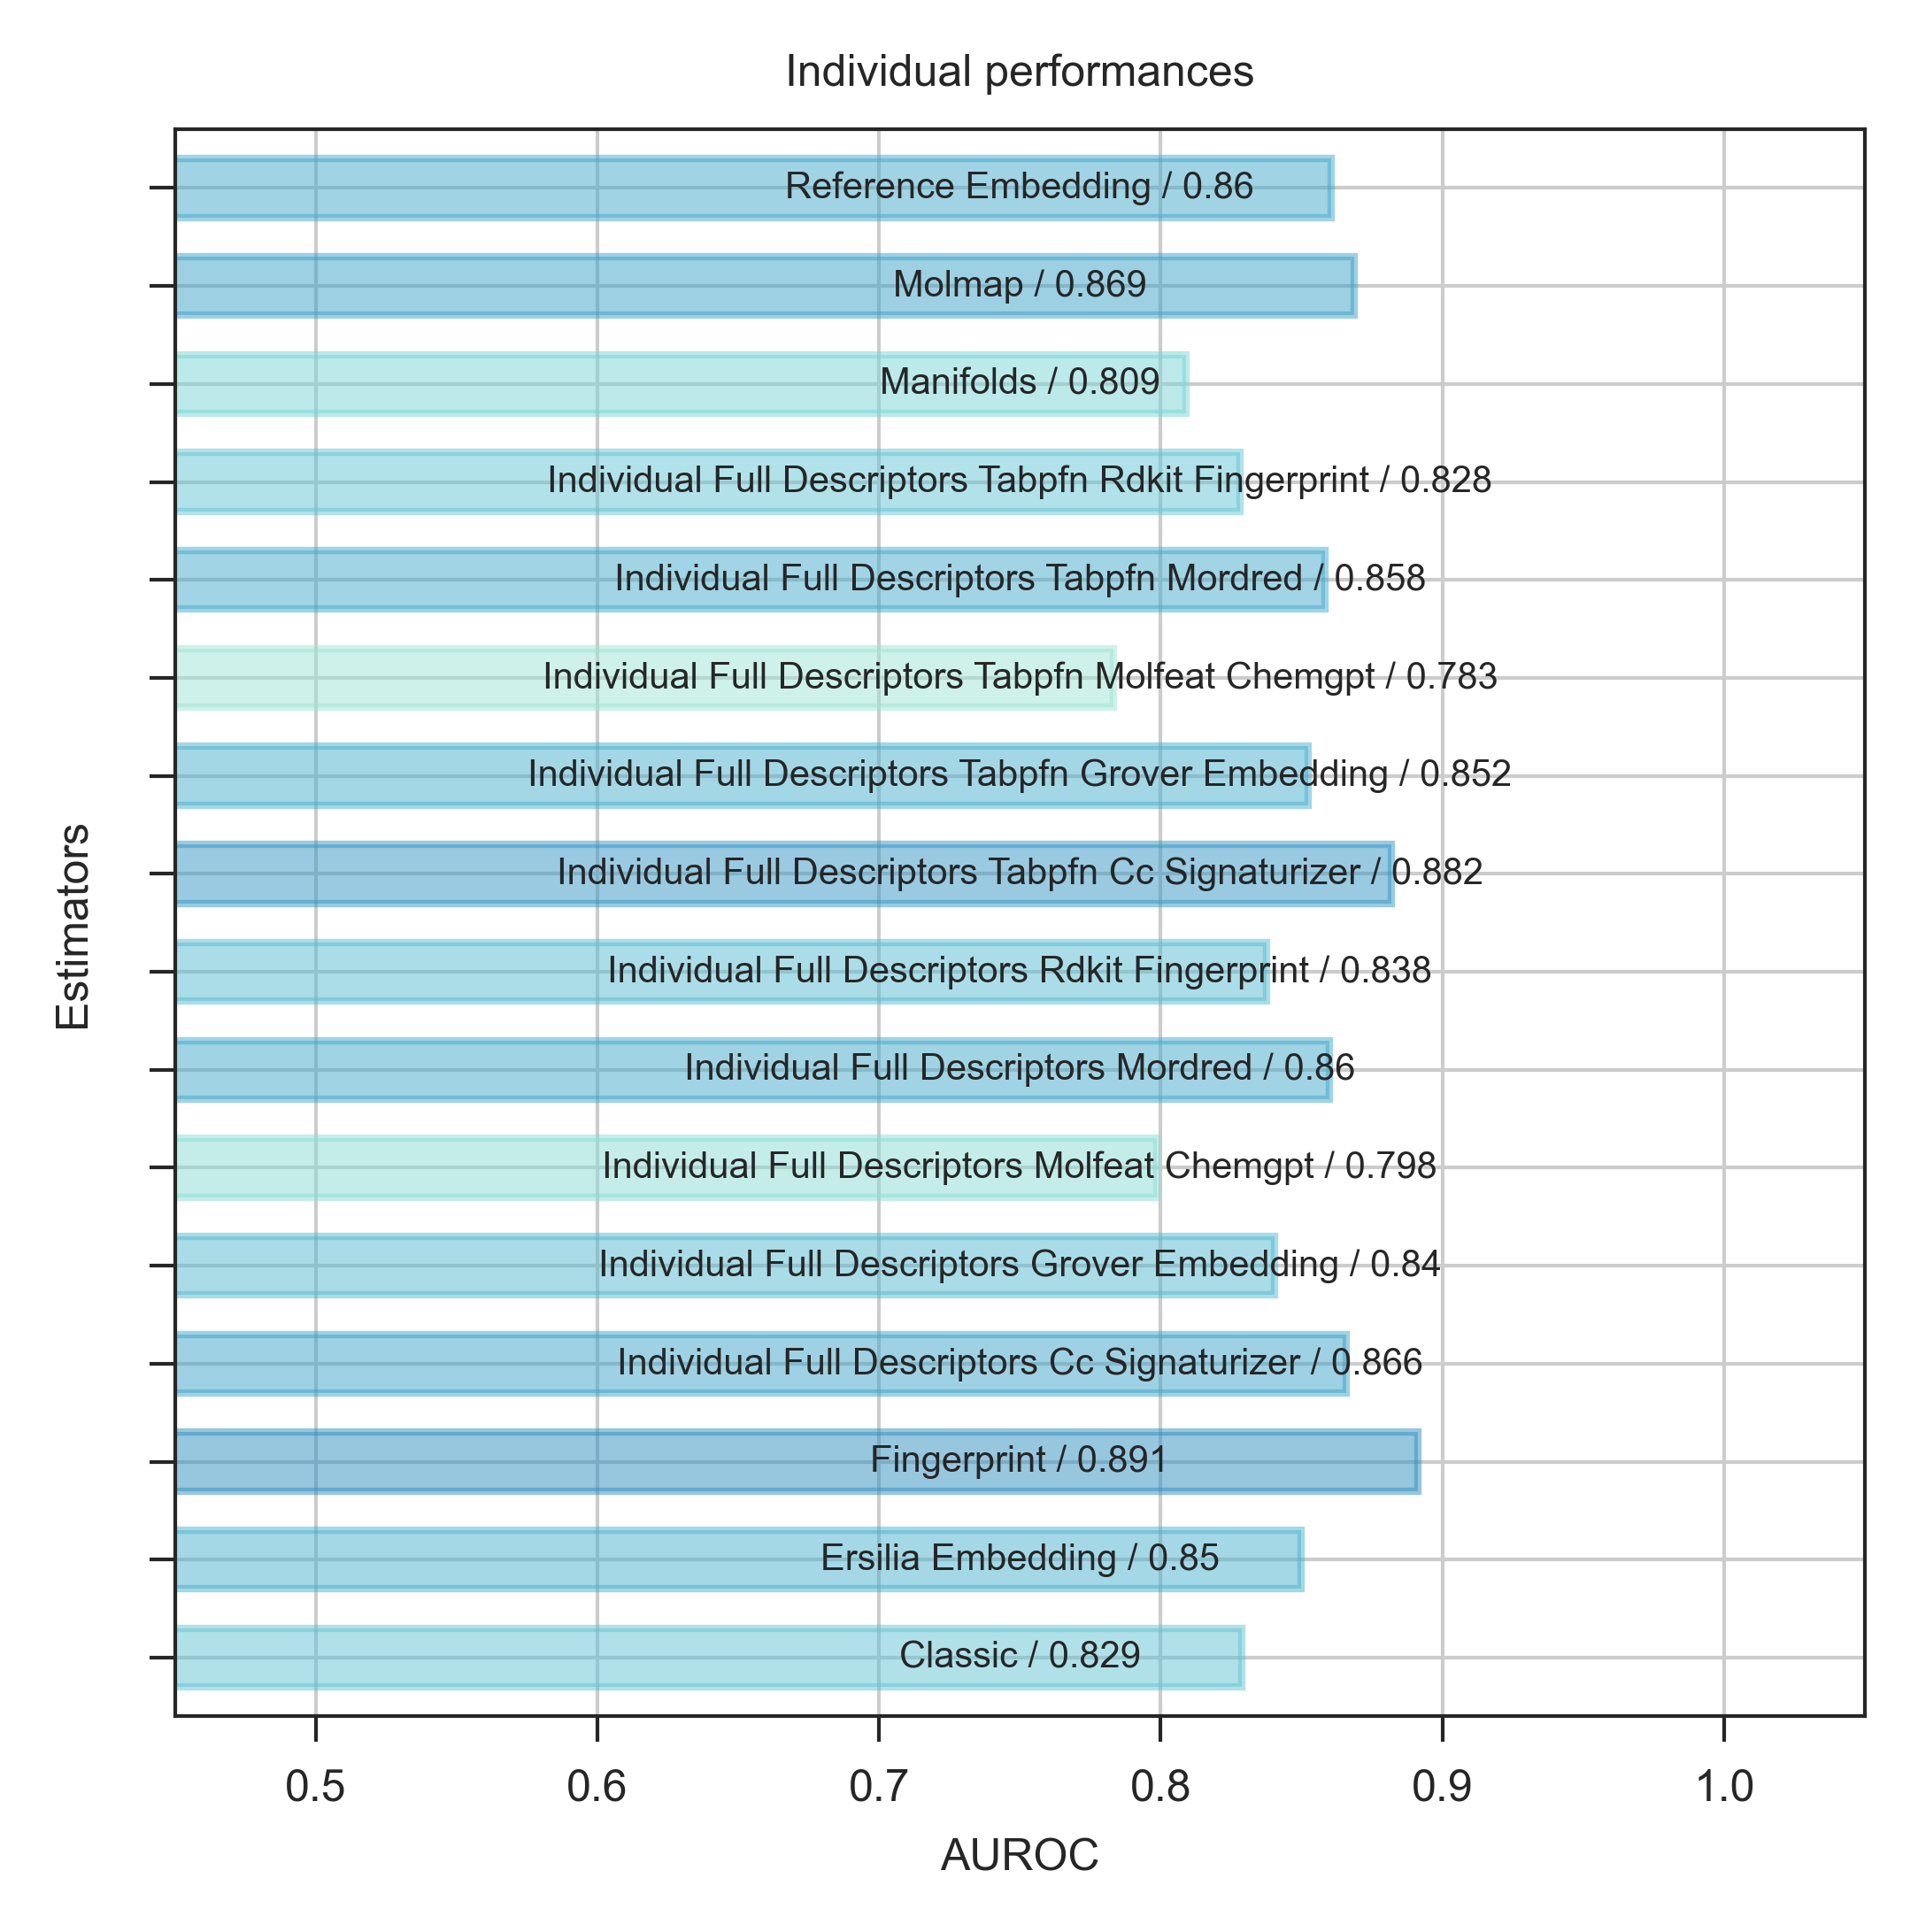 Individual performances
Reference Embedding / 0.86
Molmap / 0.869
Manifolds / 0.809
Individual Full Descriptors Tabpfn Rdkit Fingerprint / 0.828
Individual Full Descriptors Tabpfn Mordred / 0.858
Individual Full Descriptors Tabpfn Molfeat Chemgpt / 0.783
Individual Full Descriptors Tabpfn Grover Embedding / 0.852
Individual Full Descriptors Tabpfn Cc Signaturizer / 0.882
Individual Full Descriptors Rdkit Fingerprint / 0.838
Individual Full Descriptors Mordred / 0.86
Individual Full Descriptors Molfeat Chemgpt / 0.798
Individual Full Descriptors Grover Embedding / 0.84
Individual Full Descriptors Cc Signaturizer / 0.866
Fingerprint / 0.891
Ersilia Embedding / 0.85
Classic / 0.829
Estimators
0.5 0.6 0.7 0.8 0.9 1.0
AUROC